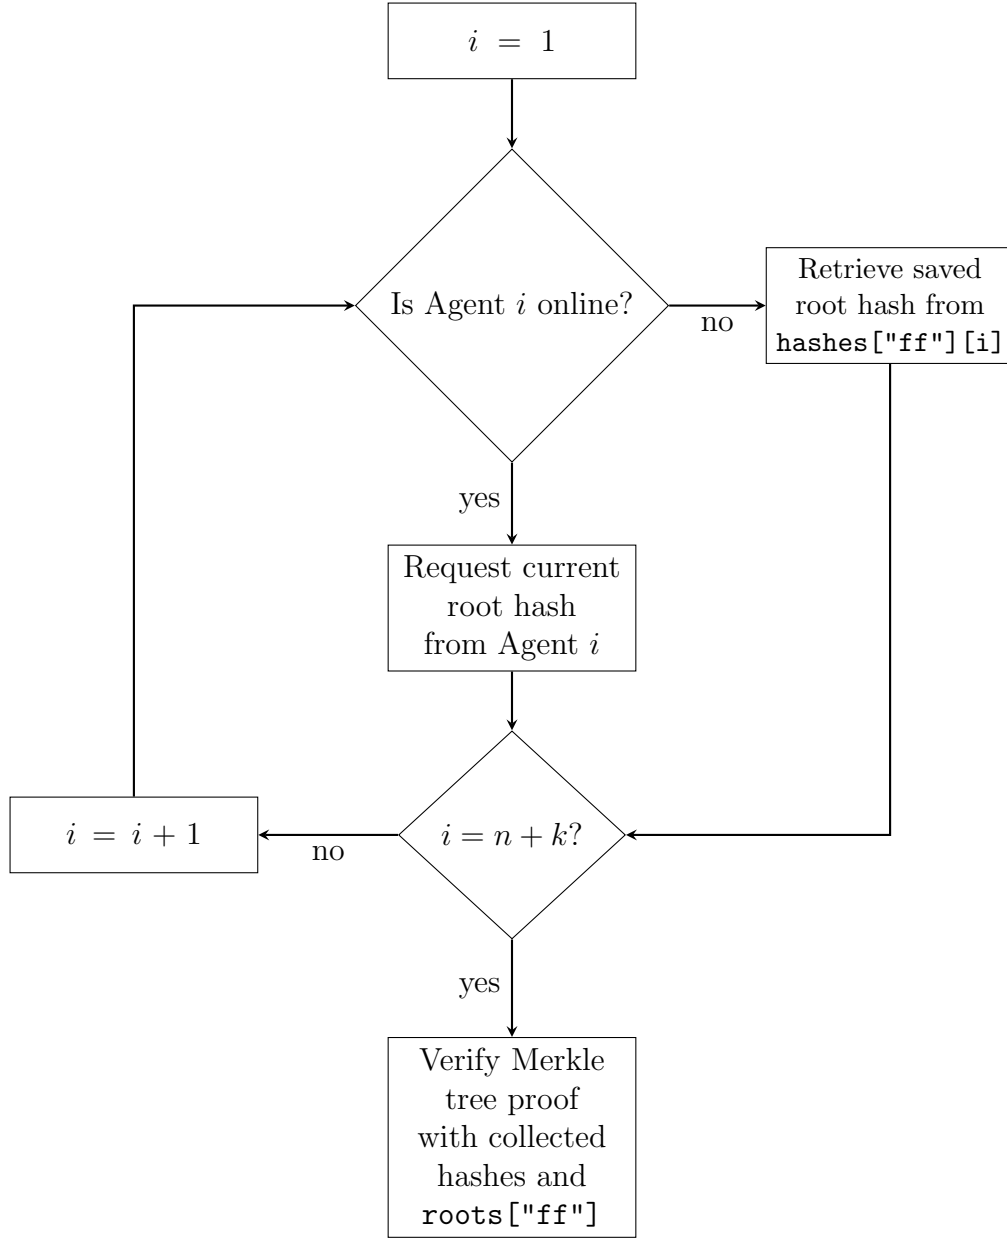 i = 1
Is Agent i online?
no
Retrieve saved
root hash from
hashes["ff"][i]
yes
Request current
root hash
from Agent i
i = i + 1
no
i = n + k?
yes
Verify Merkle
tree proof
with collected
hashes and
roots["ff"]